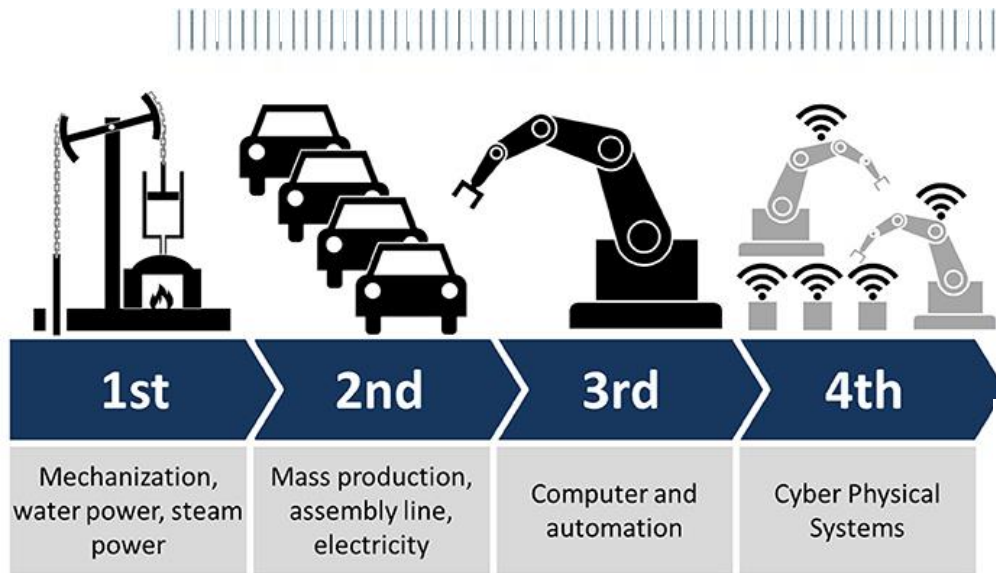 1st
2nd
3rd
4th
Mechanization,
water power, steam
power
Mass production,
assembly line,
electricity
Computer and
automation
Cyber Physical
Systems